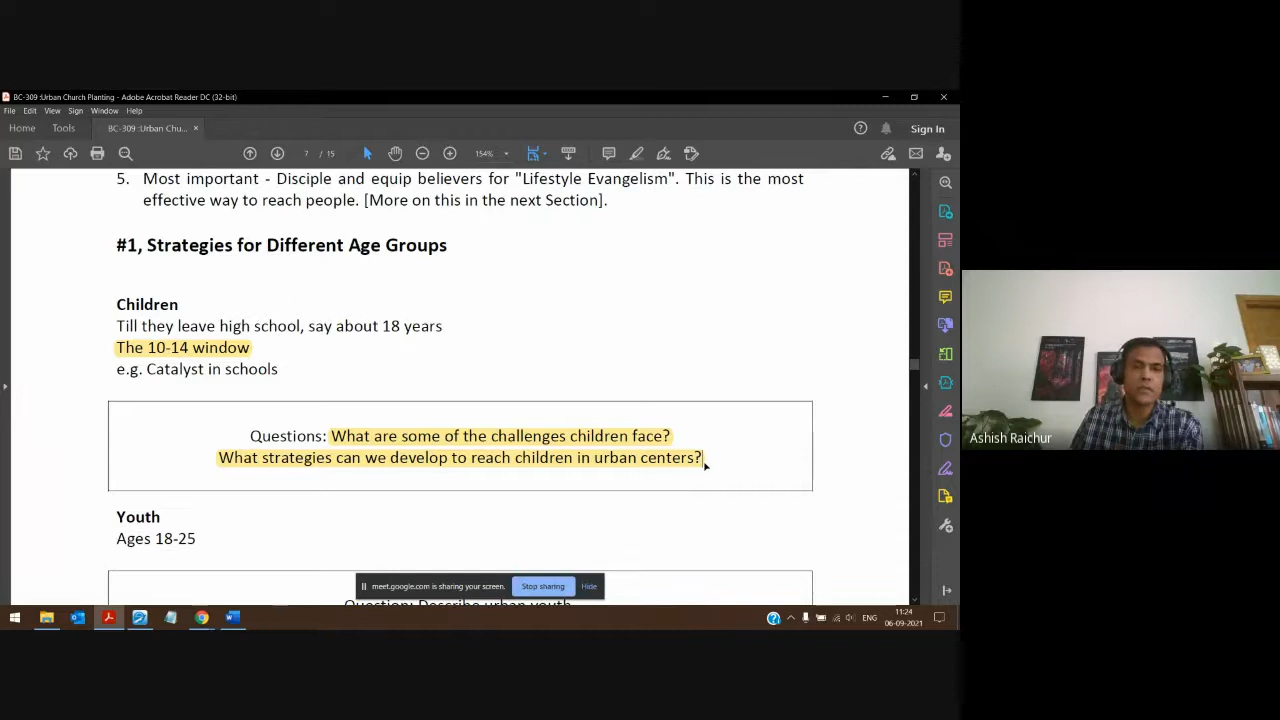 BC-309 :Urban Church Planting - Adobe Acrobat Reader DC (32-bit)
File Edit View Sign Window Help
Home Tools BC-309 :Urban Chu... × Sign In
7 / 15 154%
5. Most important - Disciple and equip believers for "Lifestyle Evangelism". This is the most
effective way to reach people. [More on this in the next Section].
#1, Strategies for Different Age Groups
Children
Till they leave high school, say about 18 years
The 10-14 window
e.g. Catalyst in schools
Questions: What are some of the challenges children face?
What strategies can we develop to reach children in urban centers?
Youth
Ages 18-25
Question: Describe urban youth
meet.google.com is sharing your screen. Stop sharing Hide
ENG 11:24
06-09-2021
Ashish Raichur